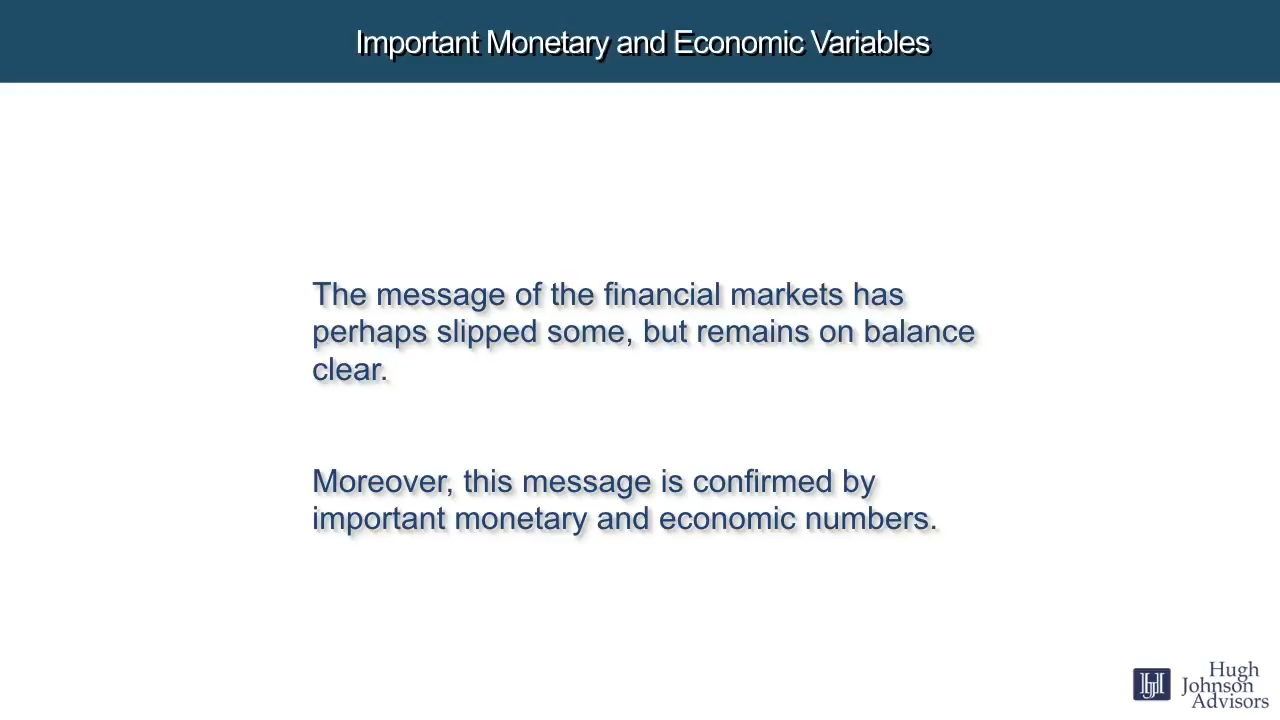 Important Monetary and Economic Variables
The message of the financial markets has
perhaps slipped some, but remains on balance
clear.
Moreover, this message is confirmed by
important monetary and economic numbers.
HJ
Hugh
Johnson
Advisors